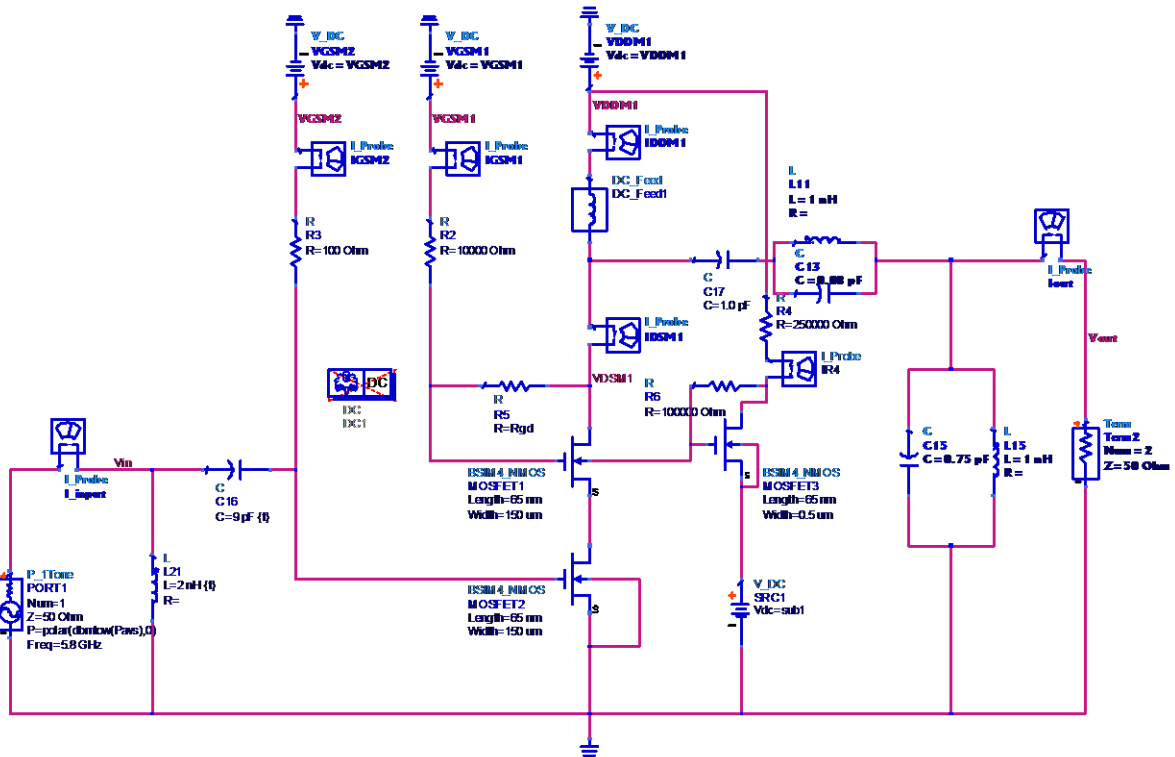 V_DC
VGSM2
Vdc = VGSM2
V_DC
VGSM1
Vdc = VGSM1
V_DC
VDDM1
Vdc = VDDM1
VGSM2
VGSM1
VDDM1
I_Probe
IGSM2
I_Probe
IGSM1
I_Probe
IDDM1
DC_Feed
DC_Feed1
R
R3
R=100 Ohm
R
R2
R=10000 Ohm
L
L11
L= 1 nH
R =
C
C13
C = 0.08 pF
C
C17
C=1.0 pF
I_Probe
Iout
Vout
R
R4
R=250000 Ohm
I_Probe
IDSM1
I_Probe
IR4
VDSM1
DC
DC
DC1
R
R5
R=Rgd
R
R6
R=100000 Ohm
BSIM4_NMOS
MOSFET1
Length=65 nm
Width=150 um
S
BSIM4_NMOS
MOSFET3
Length=65 nm
Width=0.5 um
S
C
C15
C = 0.75 pF
L
L15
L= 1 nH
R =
Term
Term2
Num = 2
Z= 50 Ohm
I_Probe
I_input
Vin
C
C16
C=9 pF {t}
L
L21
L=2 nH {t}
R=
P_1Tone
PORT1
Num=1
Z=50 Ohm
P=polar(dbmtow(Pavs),0)
Freq=5.8 GHz
BSIM4_NMOS
MOSFET2
Length=65 nm
Width=150 um
S
V_DC
SRC1
Vdc=sub1